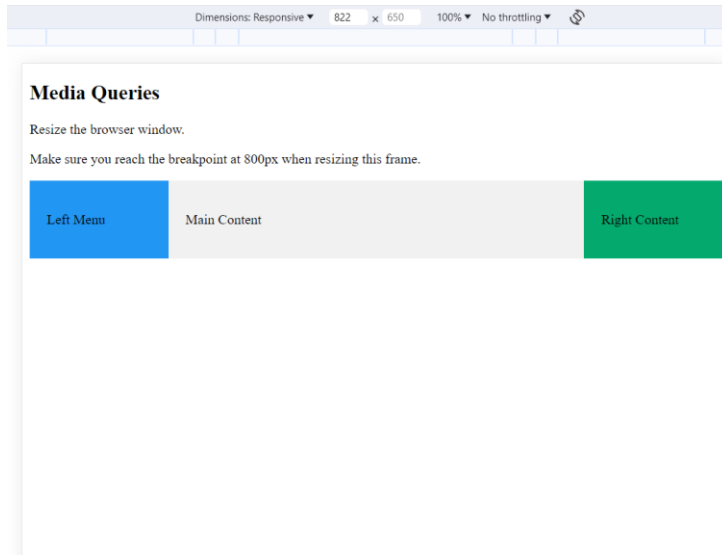 Dimensions: Responsive ▼ 822 × 650 100% ▼ No throttling ▼
Media Queries
Resize the browser window.
Make sure you reach the breakpoint at 800px when resizing this frame.
Left Menu Main Content Right Content